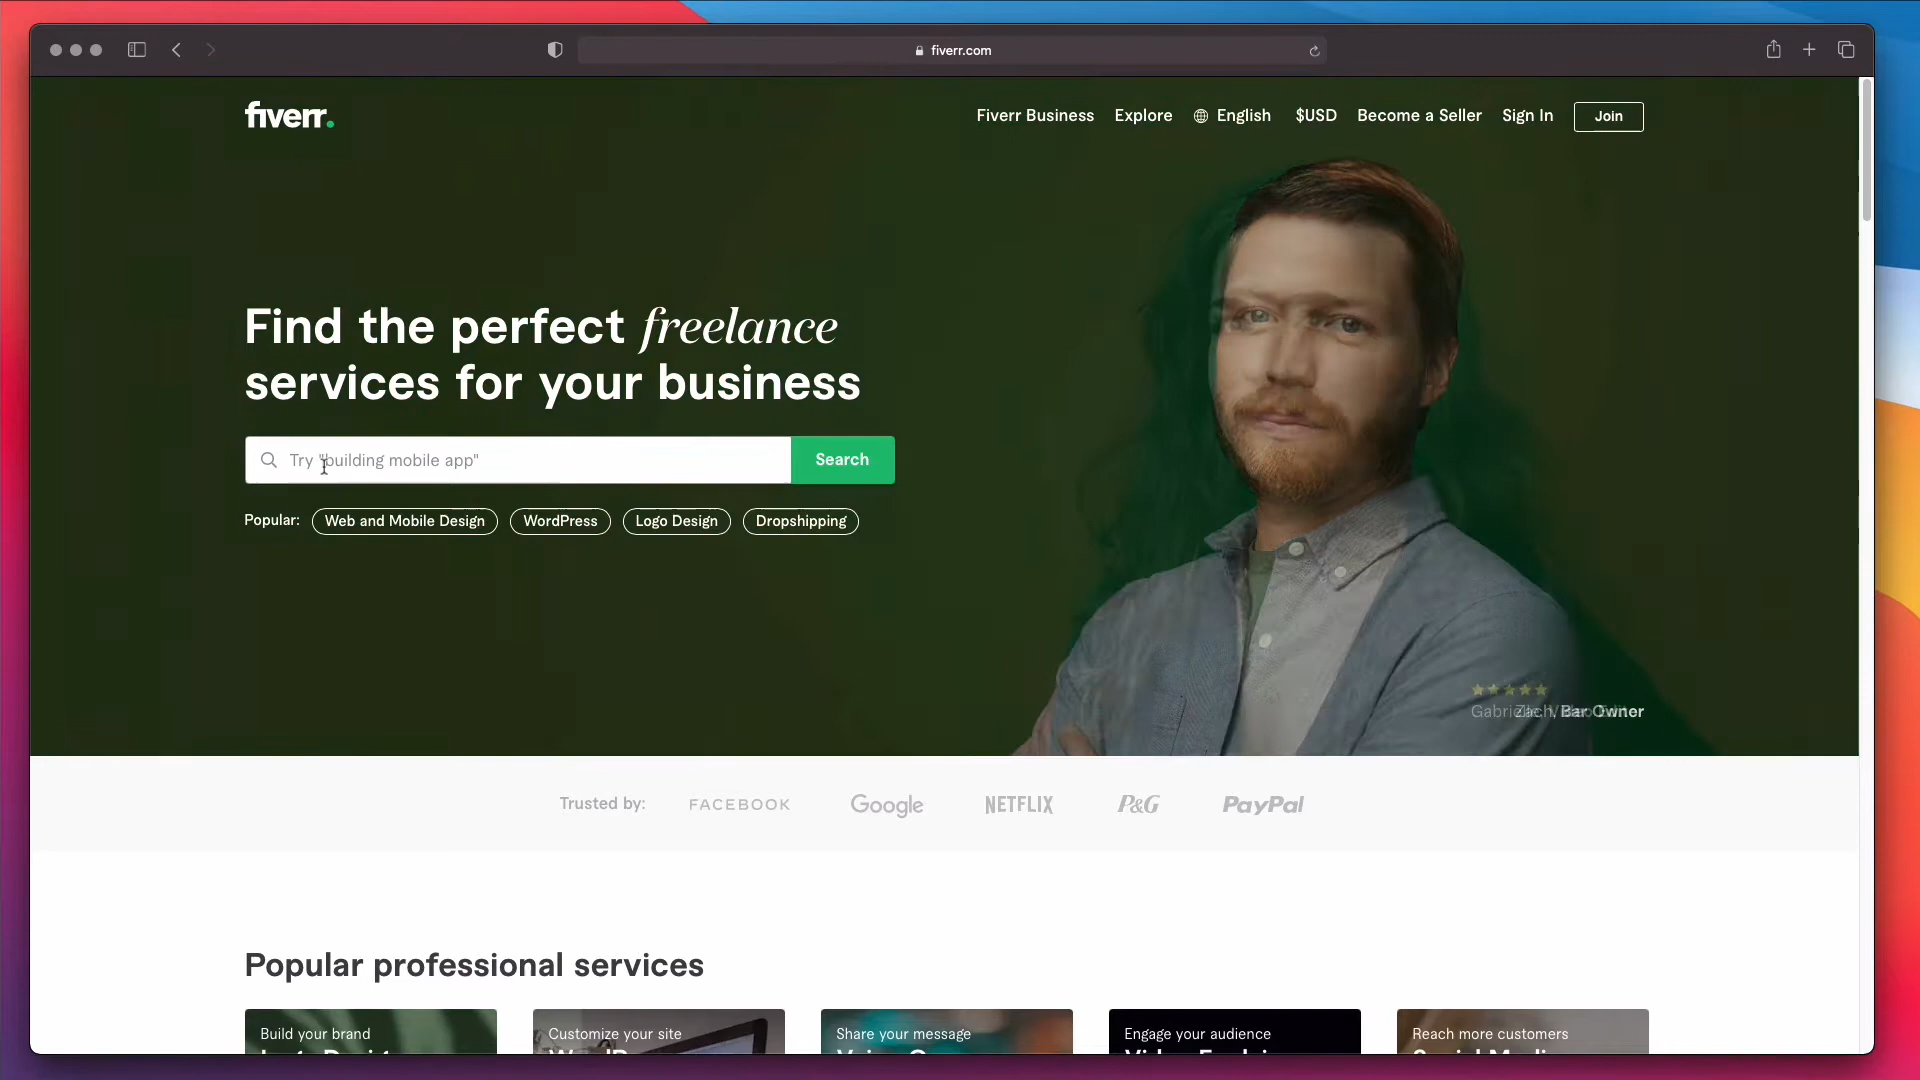 fiverr.com
fiverr.
Fiverr Business Explore English $USD Become a Seller Sign In Join
Find the perfect freelance
services for your business
Try "building mobile app"
Search
Popular: Web and Mobile Design WordPress Logo Design Dropshipping
Zach, Bar Owner
Trusted by: FACEBOOK Google NETFLIX P&G PayPal
Popular professional services
Build your brand
Customize your site
Share your message
Engage your audience
Reach more customers